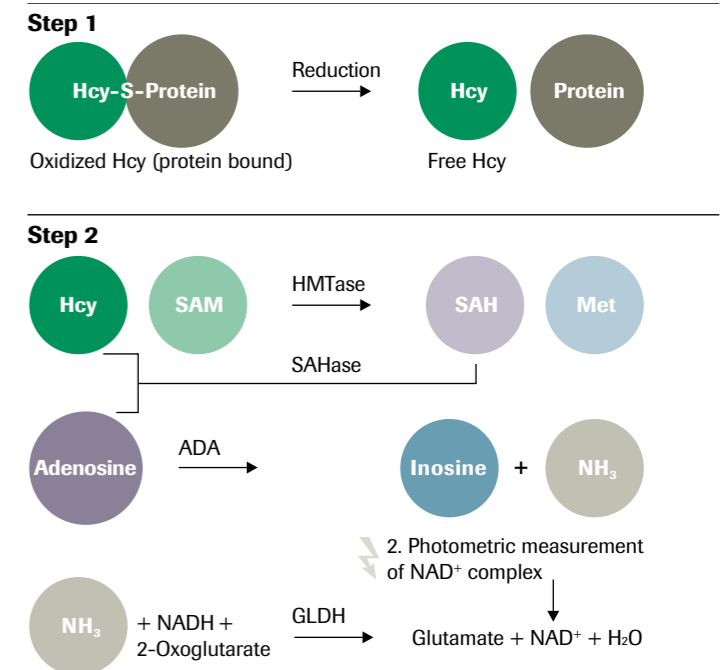 Step 1
Hcy-S-Protein
Reduction
Hcy
Protein
Oxidized Hcy (protein bound)
Free Hcy
Step 2
Hcy
SAM
HMTase
SAH
Met
SAHase
Adenosine
ADA
Inosine
+
NH₃
2. Photometric measurement
of NAD⁺ complex
NH₃
+ NADH +
2-Oxoglutarate
GLDH
Glutamate + NAD⁺ + H₂O